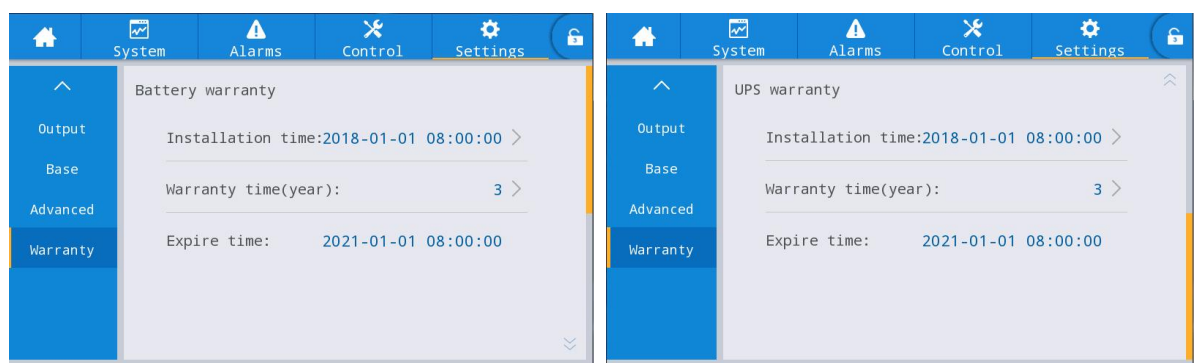 System Alarms Control Settings 3
Battery warranty
Output
Installation time:2018-01-01 08:00:00
Base
Warranty time(year): 3
Advanced
Expire time: 2021-01-01 08:00:00
Warranty
System Alarms Control Settings 3
UPS warranty
Output
Installation time:2018-01-01 08:00:00
Base
Warranty time(year): 3
Advanced
Expire time: 2021-01-01 08:00:00
Warranty